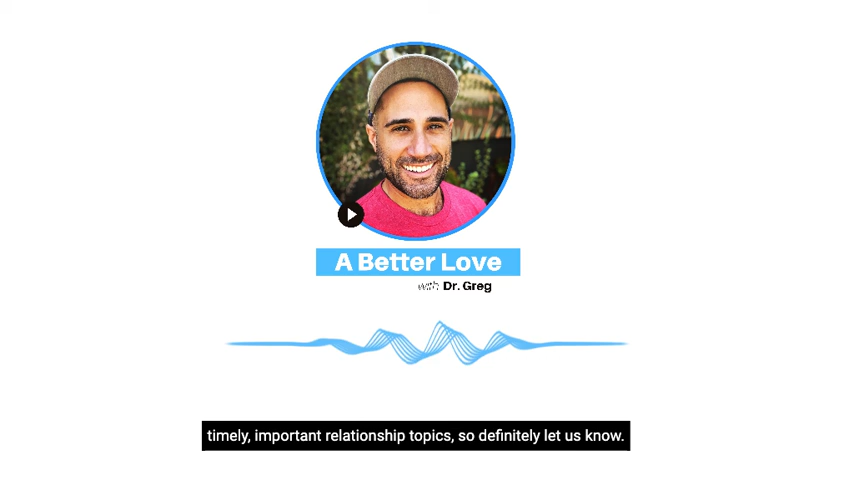 A Better Love
with Dr. Greg
timely, important relationship topics, so definitely let us know.